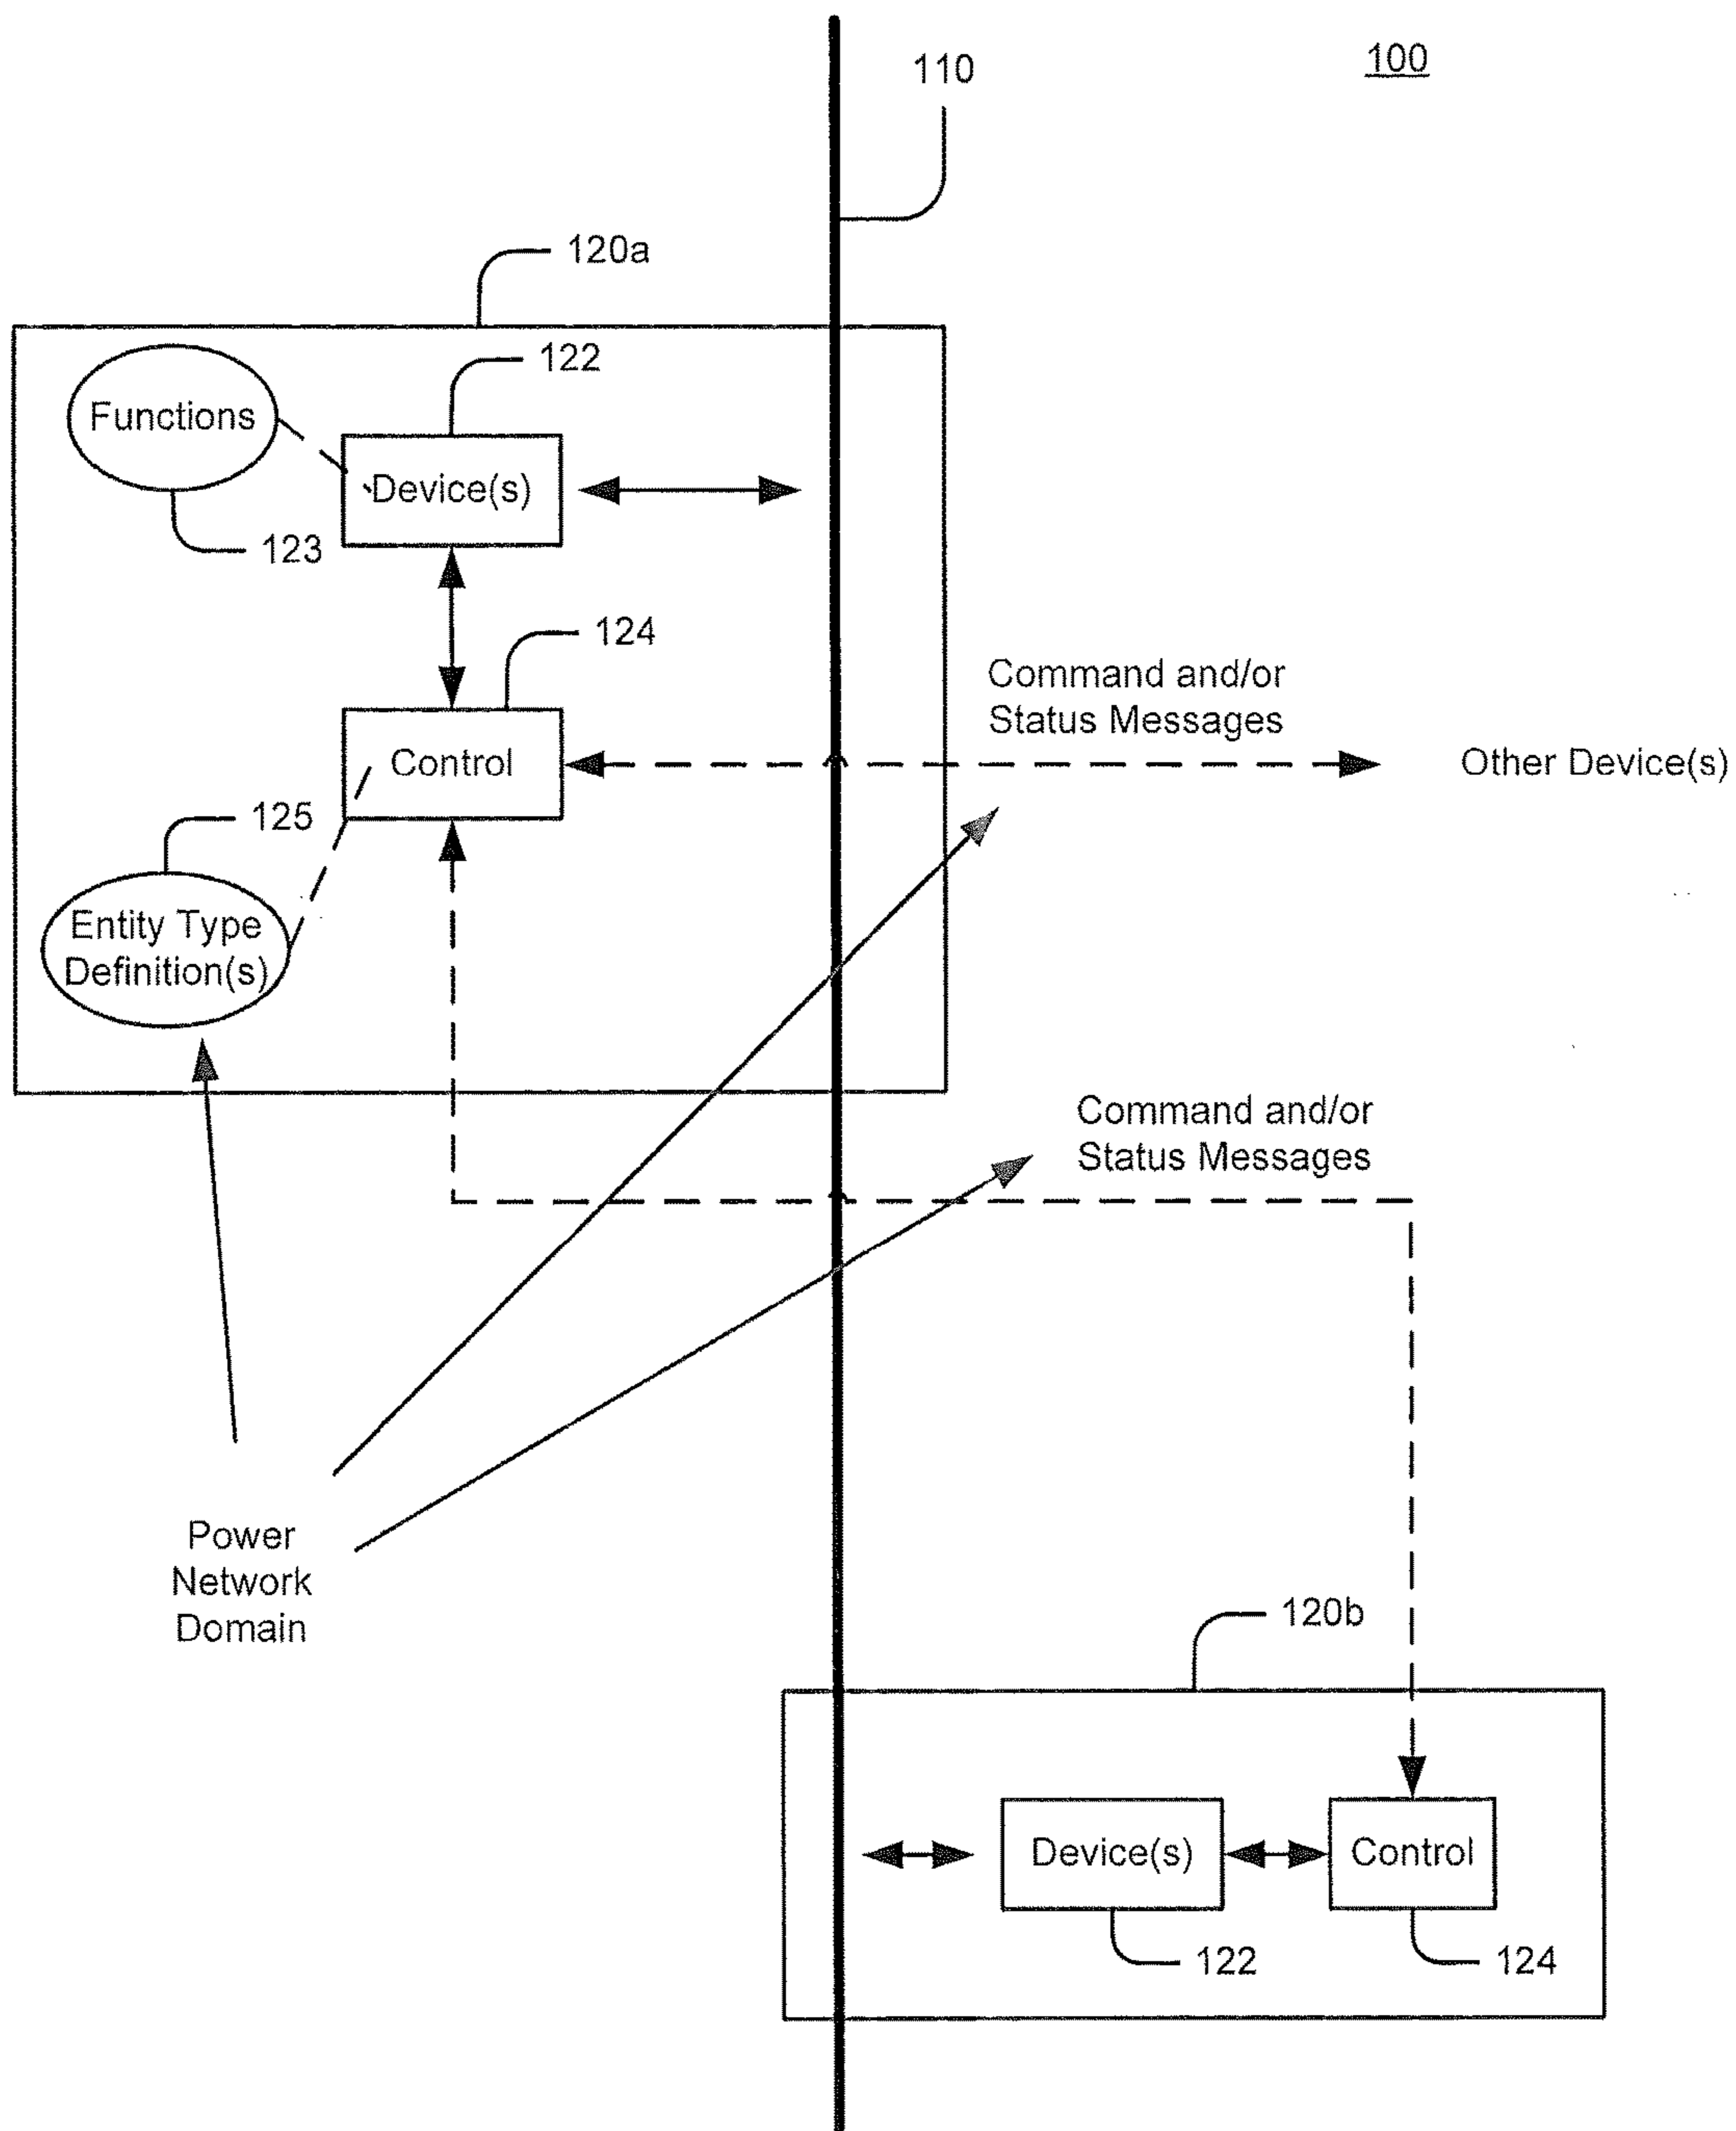 110
100
120a
122
Functions
Device(s)
123
124
Command and/or
Status Messages
Control
Other Device(s)
125
Entity Type
Definition(s)
Command and/or
Status Messages
Power
Network
Domain
120b
Device(s)
Control
122
124